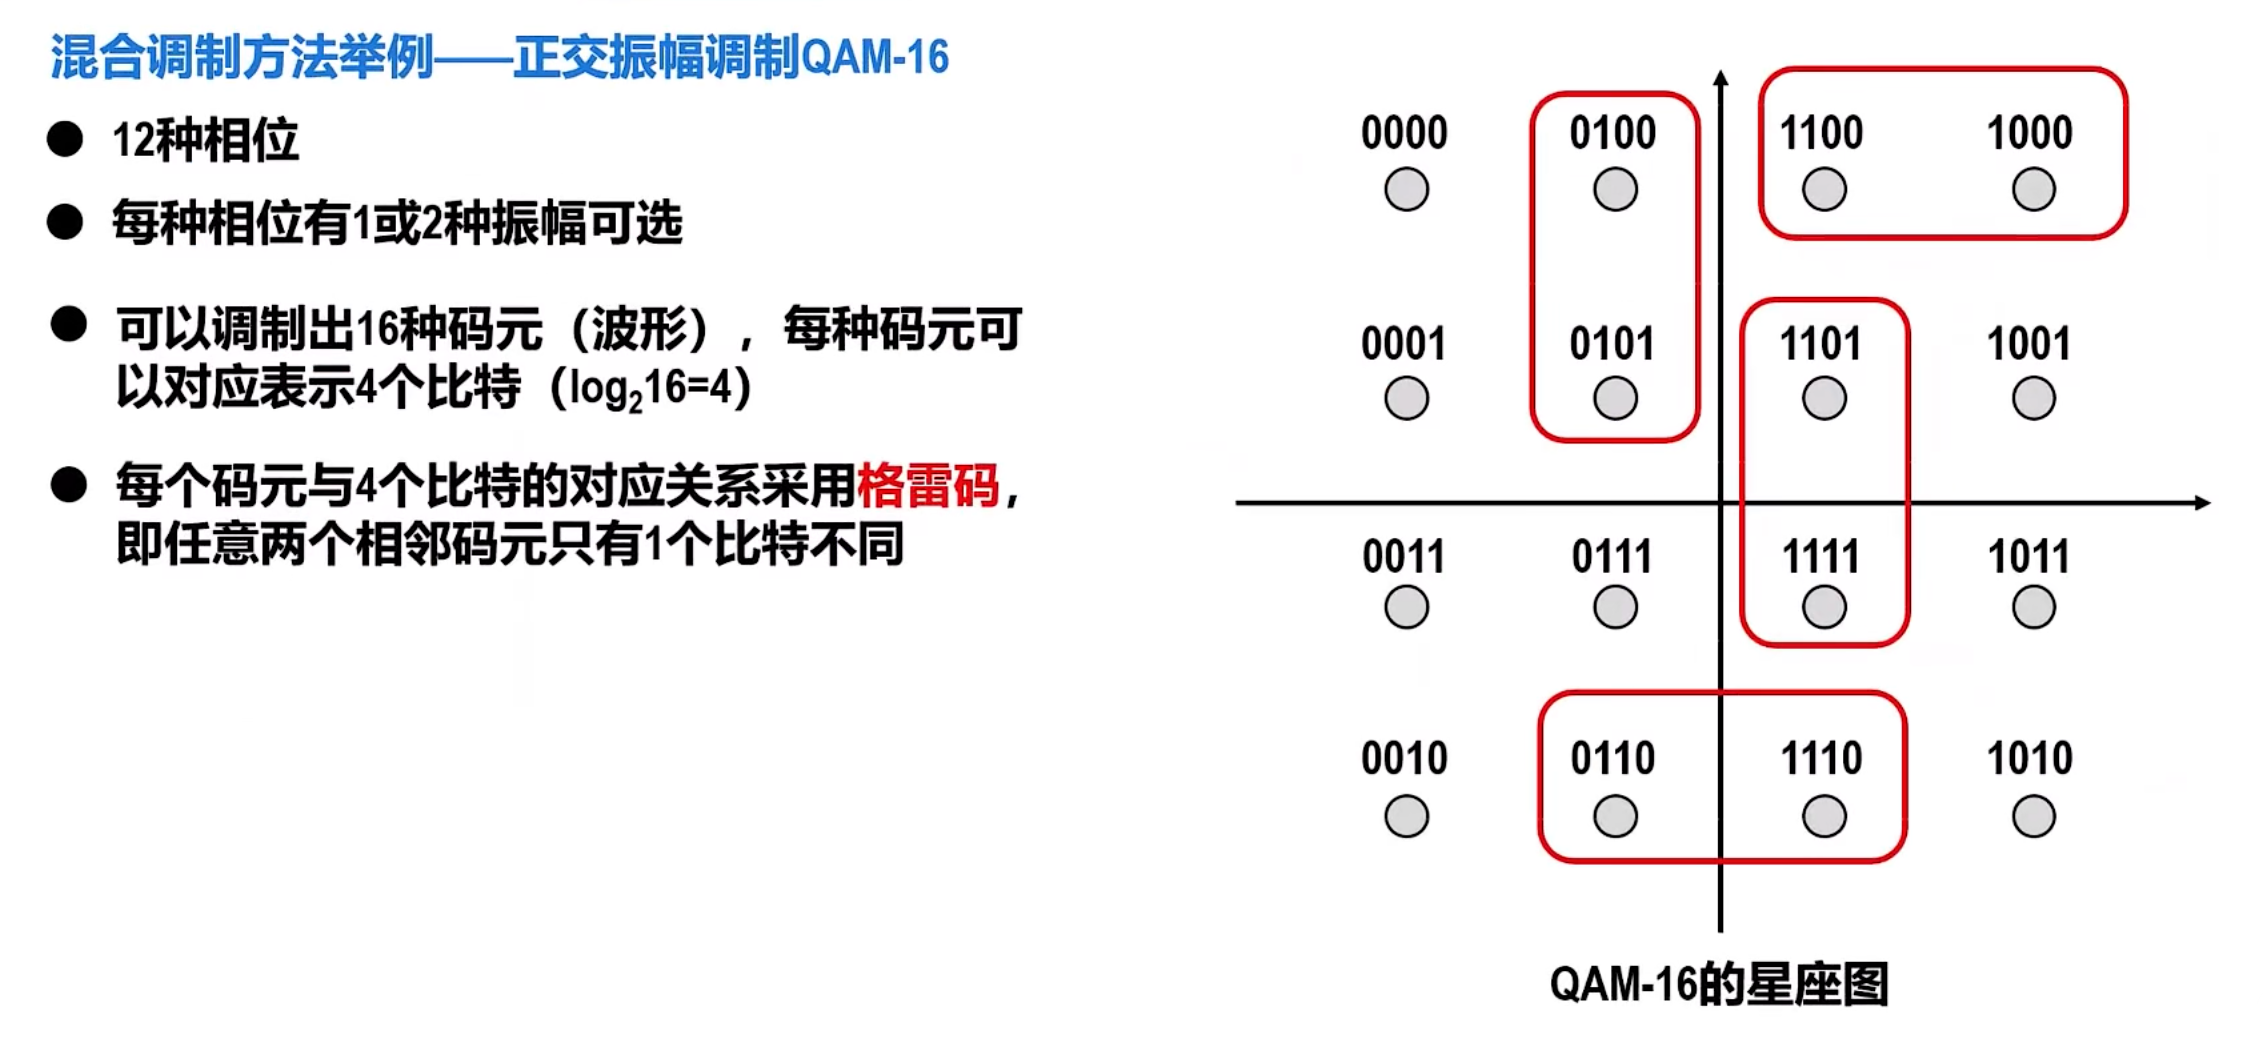 混合调制方法举例——正交振幅调制QAM-16
● 12种相位
● 每种相位有1或2种振幅可选
● 可以调制出16种码元（波形），每种码元可
以对应表示4个比特（log₂16=4）
● 每个码元与4个比特的对应关系采用格雷码，
即任意两个相邻码元只有1个比特不同
0000 0100 1100 1000
0001 0101 1101 1001
0011 0111 1111 1011
0010 0110 1110 1010
QAM-16的星座图